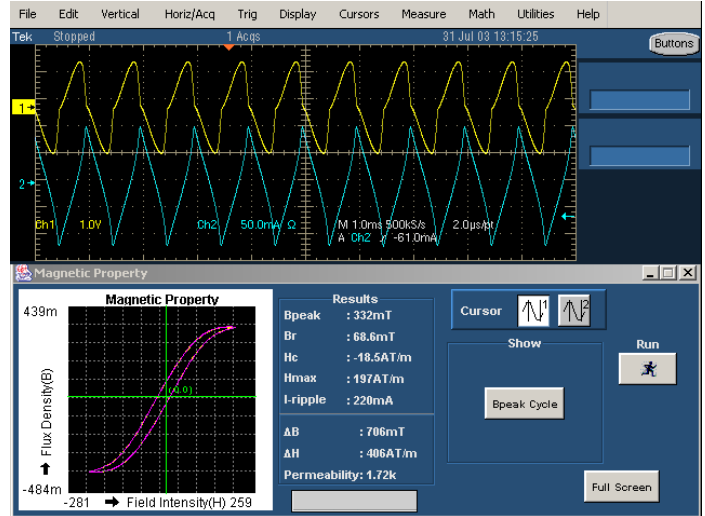 File Edit Vertical Horiz/Acq Trig Display Cursors Measure Math Utilities Help
Tek Stopped 1 Acqs 31 Jul 03 13:15:25
Buttons
1
2
Ch1 1.0V Ch2 50.0mA Ω M 1.0ms 500kS/s 2.0µs/pt
A Ch2 -61.0mA
Magnetic Property
Magnetic Property
439m
Flux Density(B)
(0,0)
-484m
-281 Field Intensity(H) 259
Results
Bpeak : 332mT
Br : 68.6mT
Hc : -18.5AT/m
Hmax : 197AT/m
I-ripple : 220mA
ΔB : 706mT
ΔH : 406AT/m
Permeability: 1.72k
Cursor 1 2
Show
Bpeak Cycle
Run
Full Screen